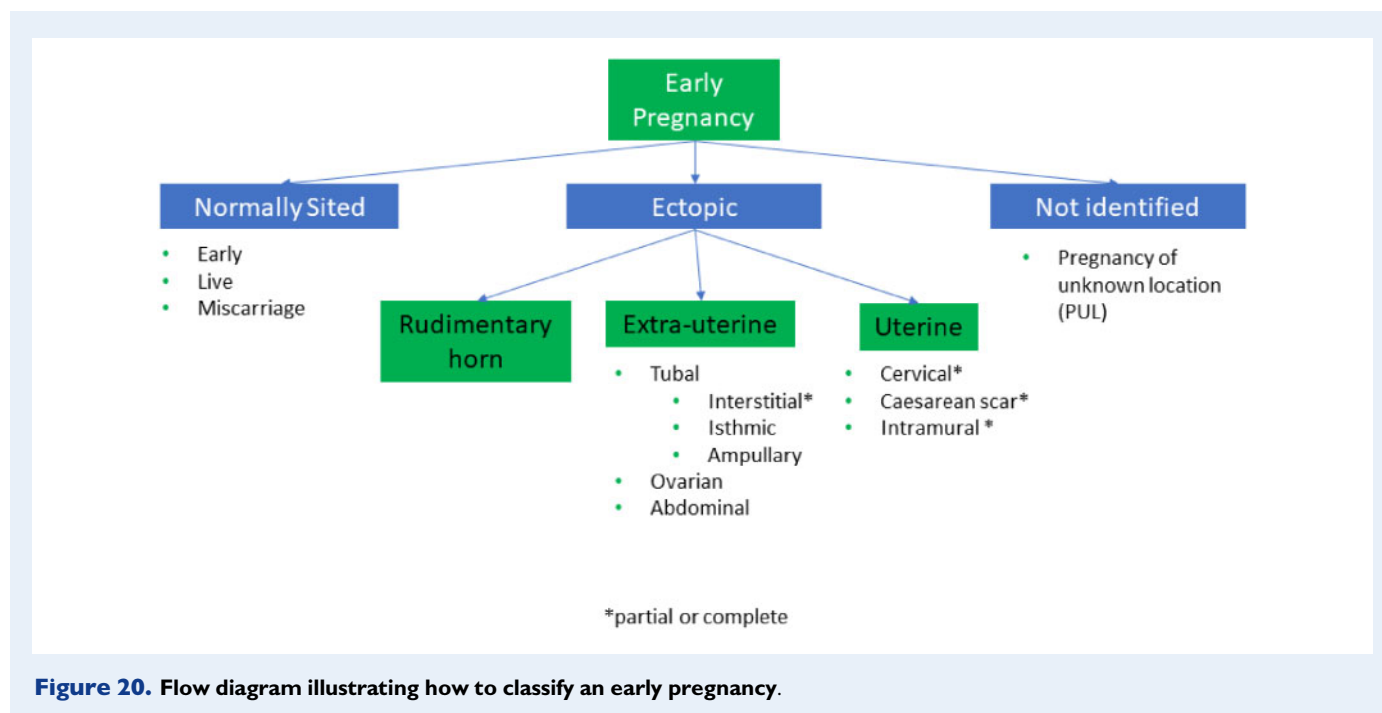 Early
Pregnancy
Normally Sited
Ectopic
Not identified
• Early
• Live
• Miscarriage
• Pregnancy of
unknown location
(PUL)
Rudimentary
horn
Extra-uterine
Uterine
• Tubal
• Interstitial*
• Isthmic
• Ampullary
• Ovarian
• Abdominal
• Cervical*
• Caesarean scar*
• Intramural *
*partial or complete
Figure 20. Flow diagram illustrating how to classify an early pregnancy.